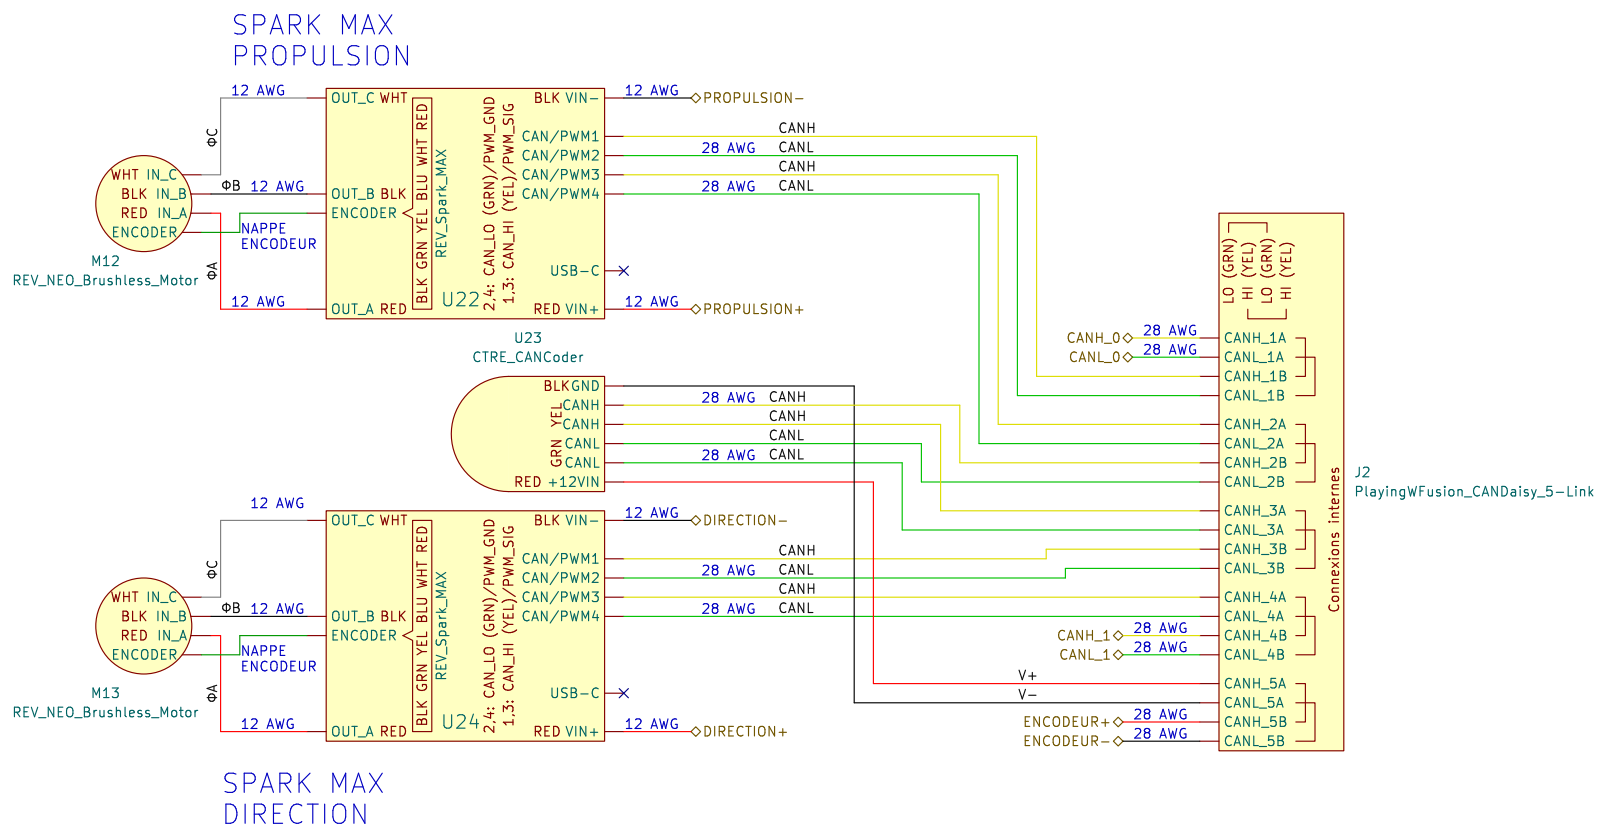 SPARK MAX
PROPULSION
12 AWG
OUT_C WHT
BLK VIN-
12 AWG
PROPULSION-
ΦC
CAN/PWM1
CANH
CAN/PWM2
28 AWG
CANL
CAN/PWM3
CANH
CAN/PWM4
28 AWG
CANL
WHT IN_C
BLK IN_B
ΦB
12 AWG
OUT_B BLK
RED IN_A
ENCODER
ENCODER
NAPPE
ENCODEUR
BLK GRN YEL BLU WHT RED
REV_Spark_MAX
2,4: CAN_LO (GRN)/PWM_GND
1,3: CAN_HI (YEL)/PWM_SIG
M12
REV_NEO_Brushless_Motor
ΦA
USB-C
12 AWG
OUT_A RED
U22
RED VIN+
12 AWG
PROPULSION+
U23
CTRE_CANCoder
BLK GND
YEL
CANH
28 AWG
CANH
CANH
CANH
GRN
CANL
CANL
CANL
28 AWG
CANL
RED +12VIN
12 AWG
OUT_C WHT
BLK VIN-
12 AWG
DIRECTION-
ΦC
CAN/PWM1
CANH
CAN/PWM2
28 AWG
CANL
CAN/PWM3
CANH
CAN/PWM4
28 AWG
CANL
WHT IN_C
BLK IN_B
ΦB
12 AWG
OUT_B BLK
RED IN_A
ENCODER
ENCODER
NAPPE
ENCODEUR
BLK GRN YEL BLU WHT RED
REV_Spark_MAX
2,4: CAN_LO (GRN)/PWM_GND
1,3: CAN_HI (YEL)/PWM_SIG
M13
REV_NEO_Brushless_Motor
ΦA
USB-C
12 AWG
OUT_A RED
U24
RED VIN+
12 AWG
DIRECTION+
V+
V-
SPARK MAX
DIRECTION
LO (GRN)
HI (YEL)
LO (GRN)
HI (YEL)
CANH_0
28 AWG
CANH_1A
CANL_0
28 AWG
CANL_1A
CANH_1B
CANL_1B
CANH_2A
CANL_2A
CANH_2B
CANL_2B
CANH_3A
CANL_3A
CANH_3B
CANL_3B
CANH_4A
CANL_4A
CANH_1
28 AWG
CANH_4B
CANL_1
28 AWG
CANL_4B
CANH_5A
CANL_5A
ENCODEUR+
28 AWG
CANH_5B
ENCODEUR-
28 AWG
CANL_5B
Connexions internes
J2
PlayingWFusion_CANDaisy_5-Link